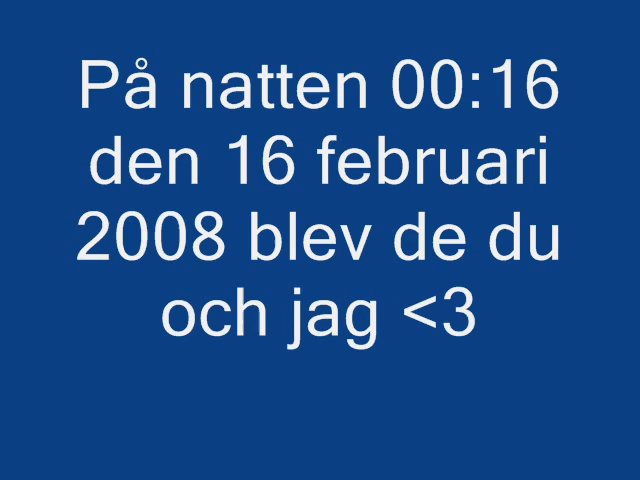 På natten 00:16
den 16 februari
2008 blev de du
och jag <3